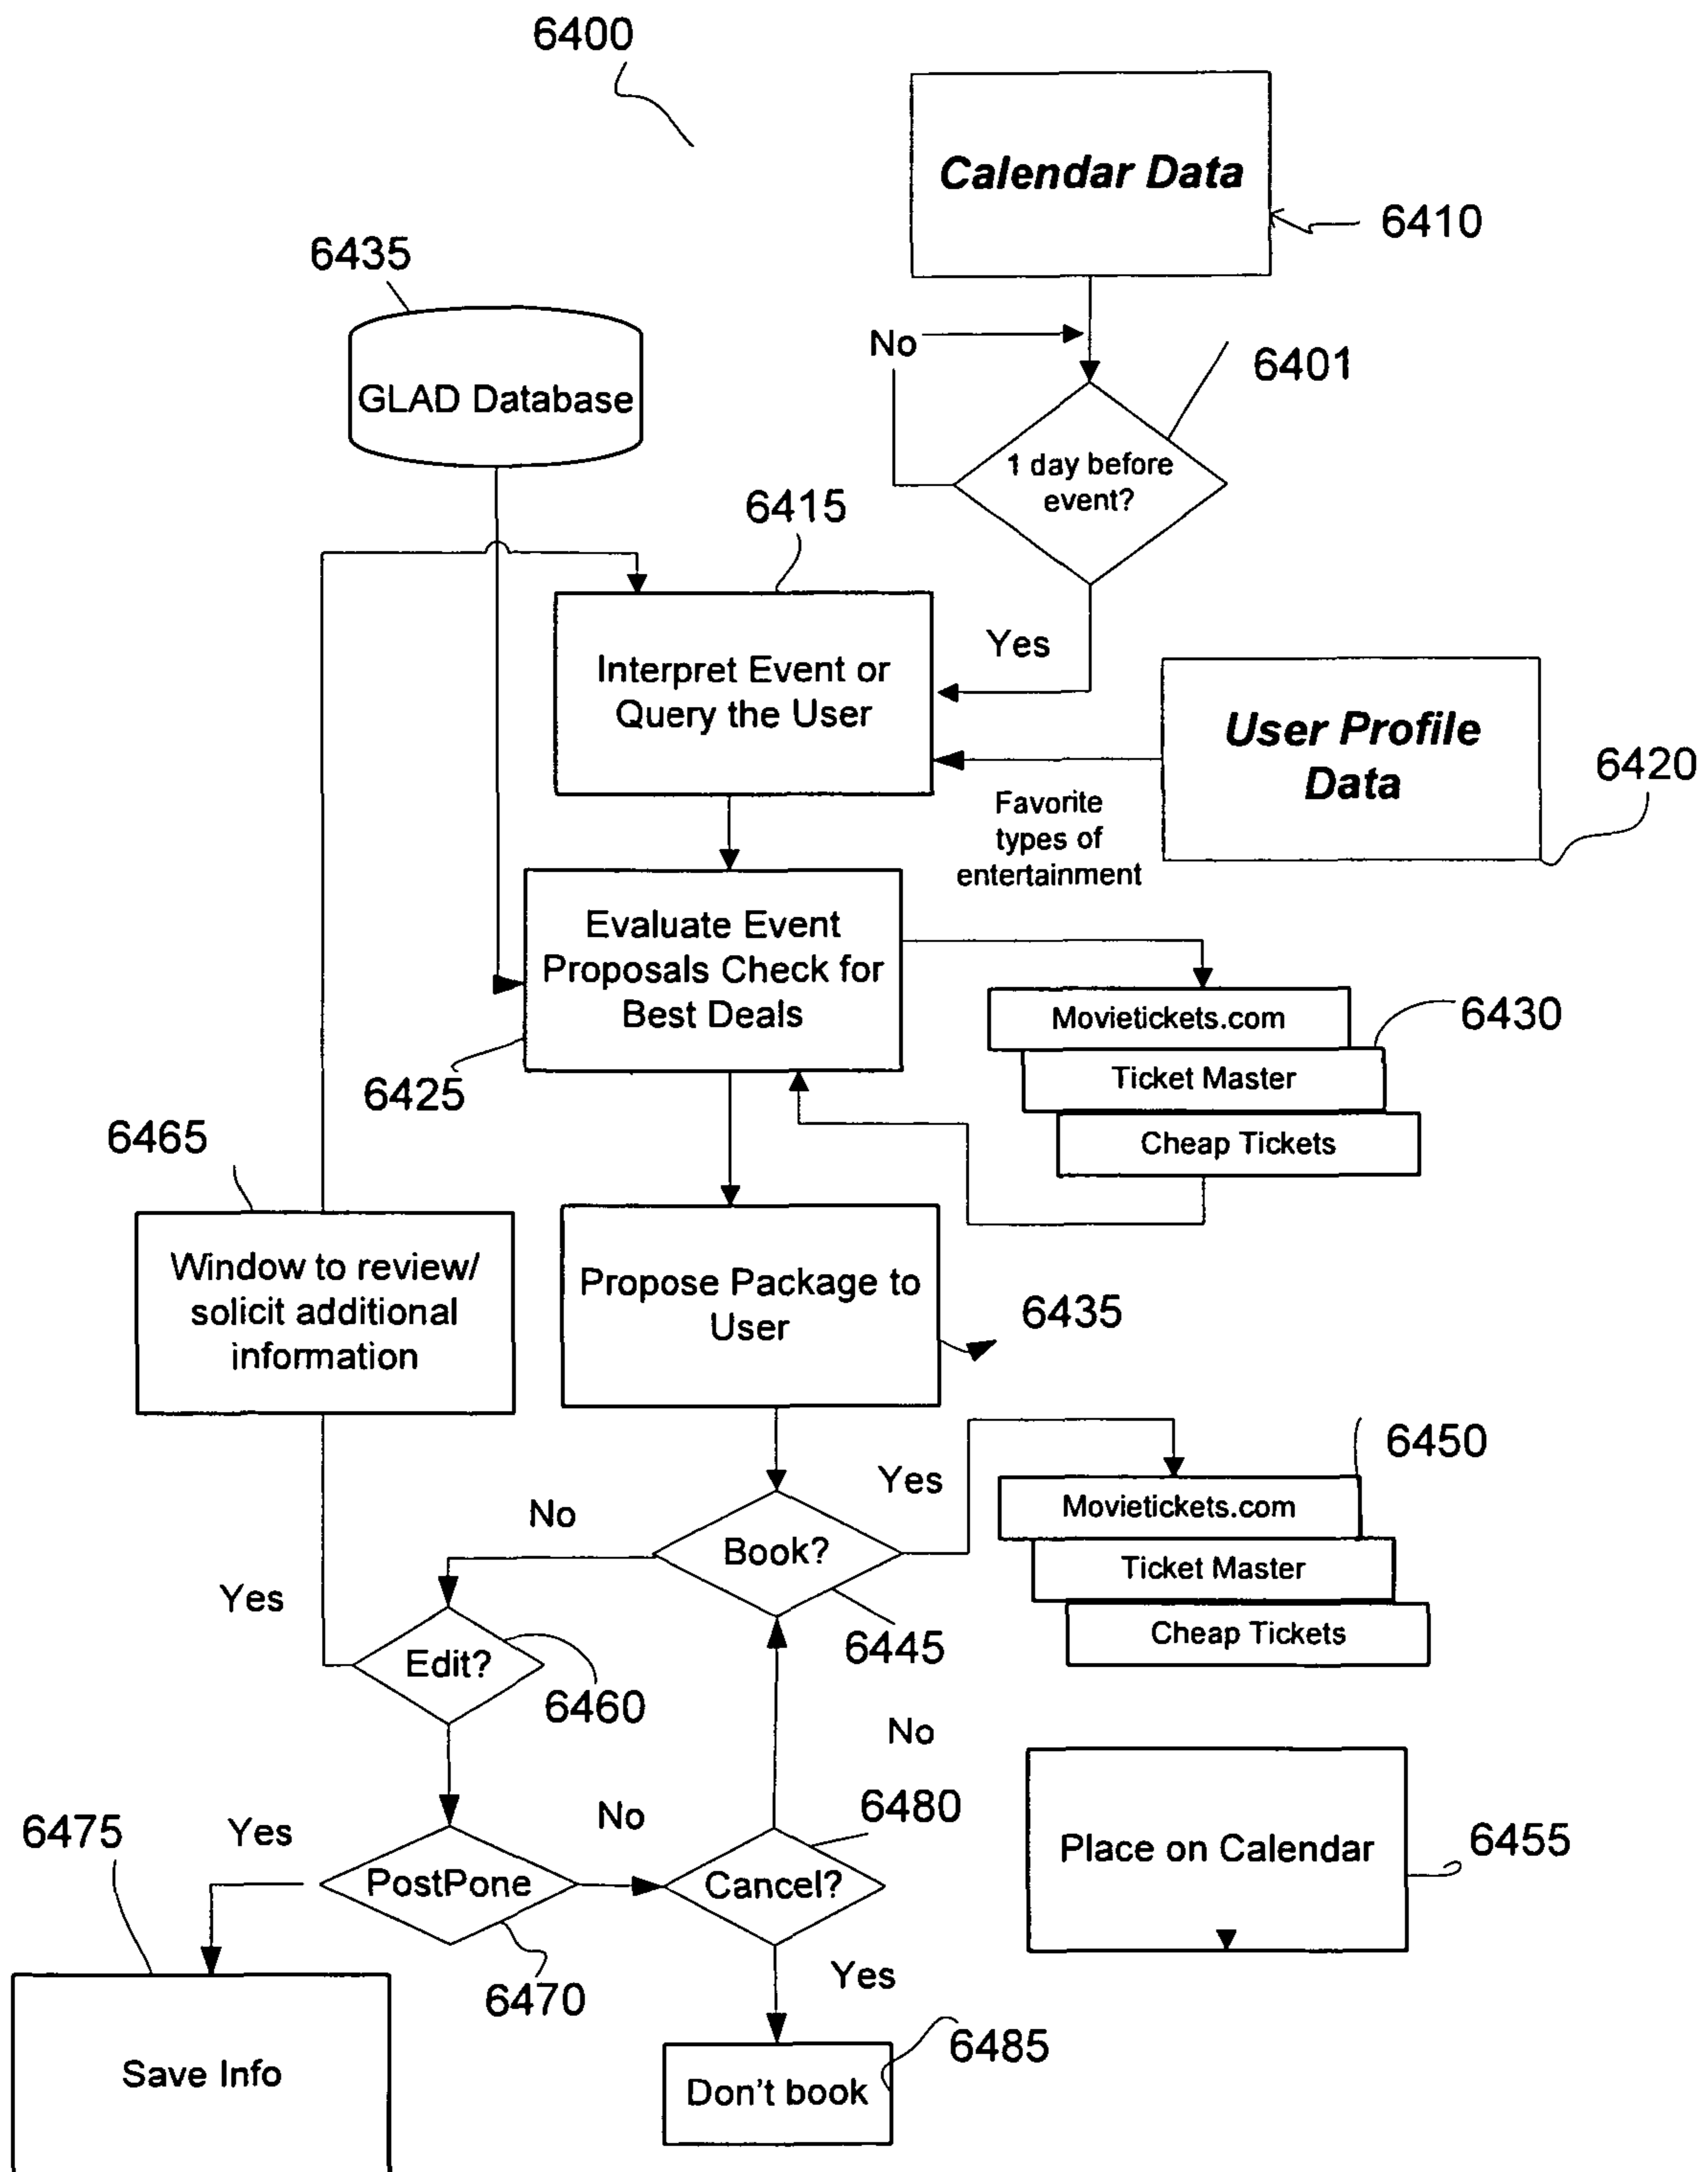 6400
Calendar Data
6410
6435
No
6401
GLAD Database
1 day before
event?
6415
Yes
Interpret Event or
Query the User
User Profile
Data
6420
Favorite
types of
entertainment
Evaluate Event
Proposals Check for
Best Deals
Movietickets.com
6430
Ticket Master
6425
Cheap Tickets
6465
Window to review/
solicit additional
information
Propose Package to
User
6435
6450
Yes
Movietickets.com
No
Book?
Ticket Master
Yes
Cheap Tickets
6445
Edit?
6460
No
6480
No
6475
Yes
Place on Calendar
6455
PostPone
Cancel?
Yes
6470
6485
Save Info
Don't book